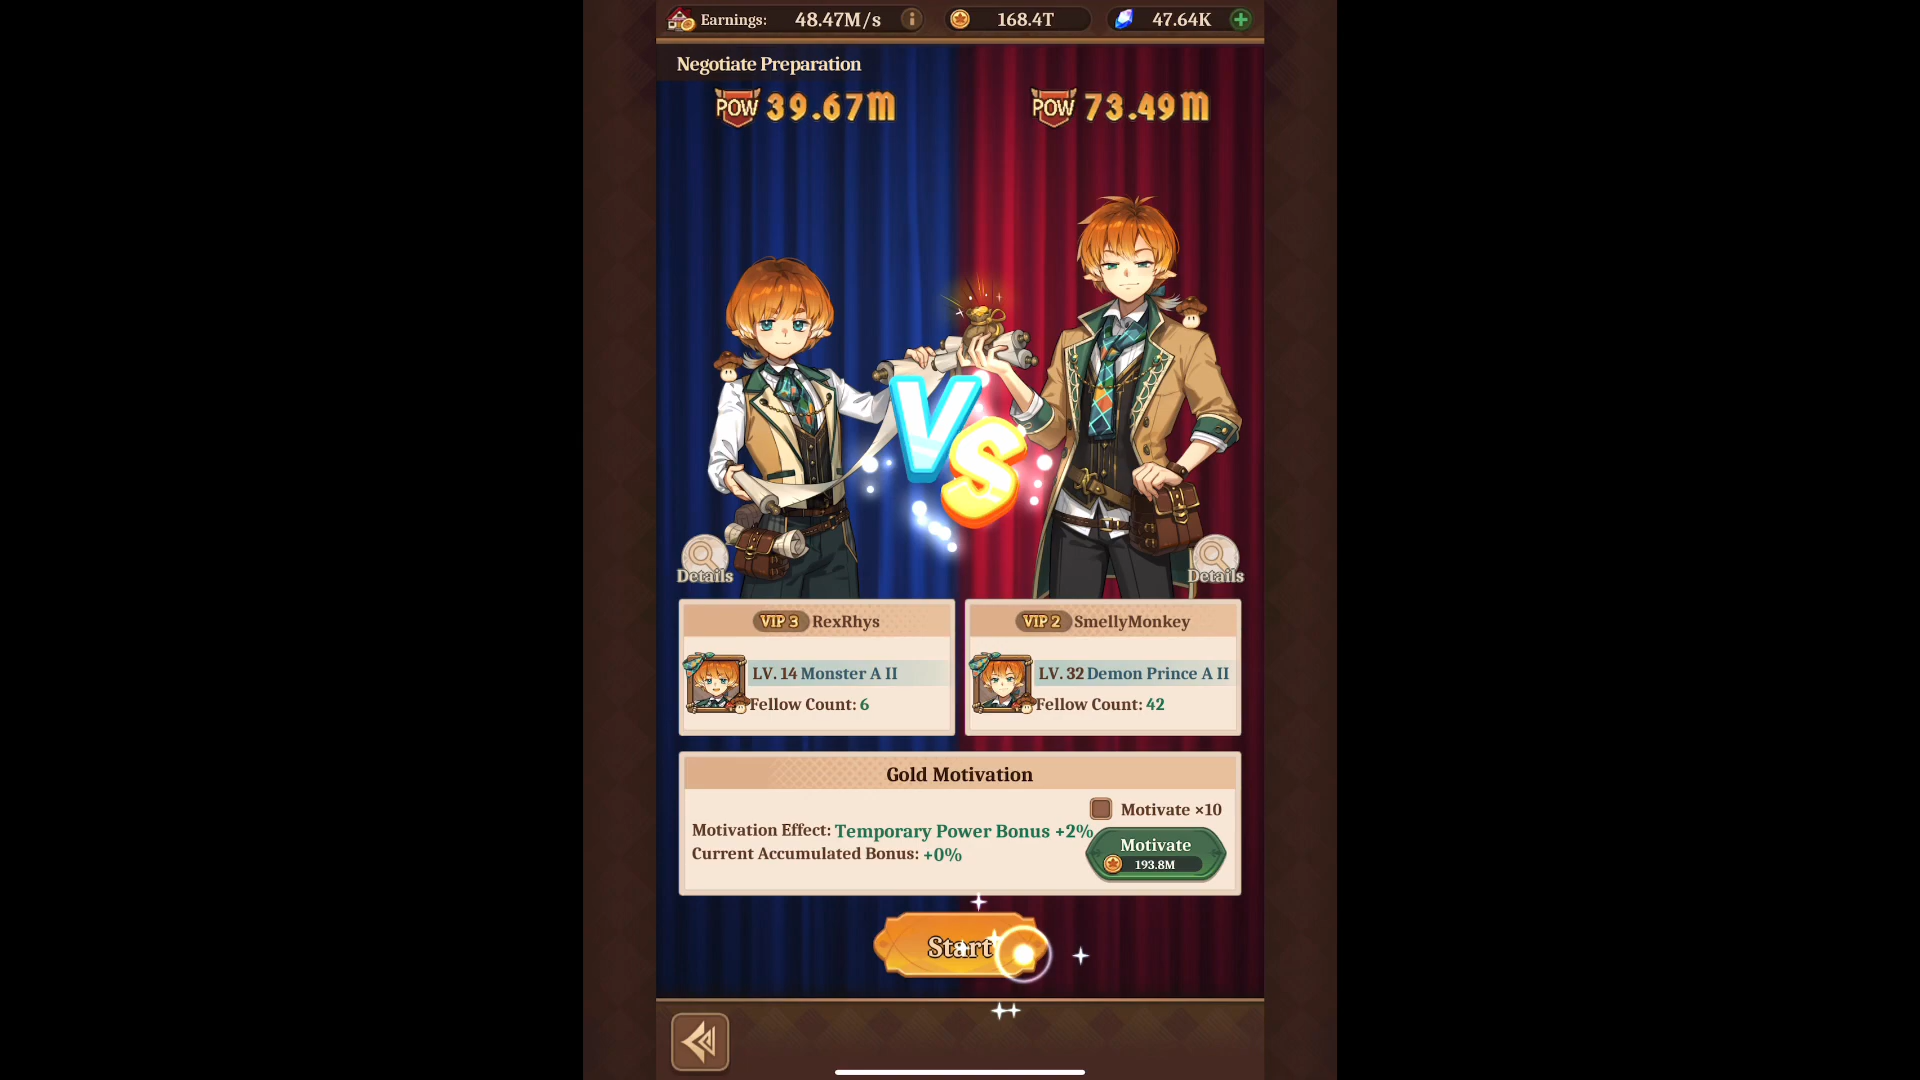 Earnings: 48.47M/s 168.4T 47.64K
Negotiate Preparation
POW 39.67M POW 73.49M
VS
Details Details
VIP 3 RexRhys
LV. 14 Monster A II
Fellow Count: 6
VIP 2 SmellyMonkey
LV. 32 Demon Prince A II
Fellow Count: 42
Gold Motivation
Motivate ×10
Motivation Effect: Temporary Power Bonus +2%
Current Accumulated Bonus: +0%
Motivate
193.8M
Start